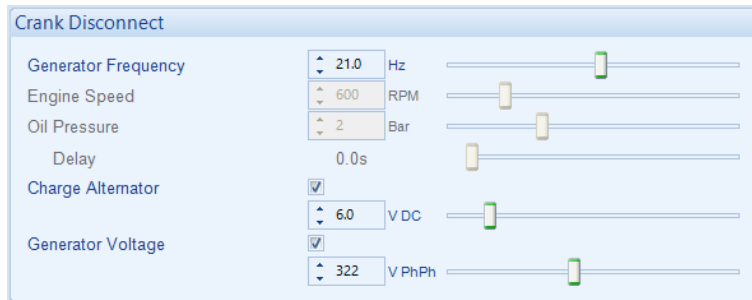 Crank Disconnect
Generator Frequency 21.0 Hz
Engine Speed 600 RPM
Oil Pressure 2 Bar
Delay 0.0s
Charge Alternator
6.0 V DC
Generator Voltage
322 V PhPh